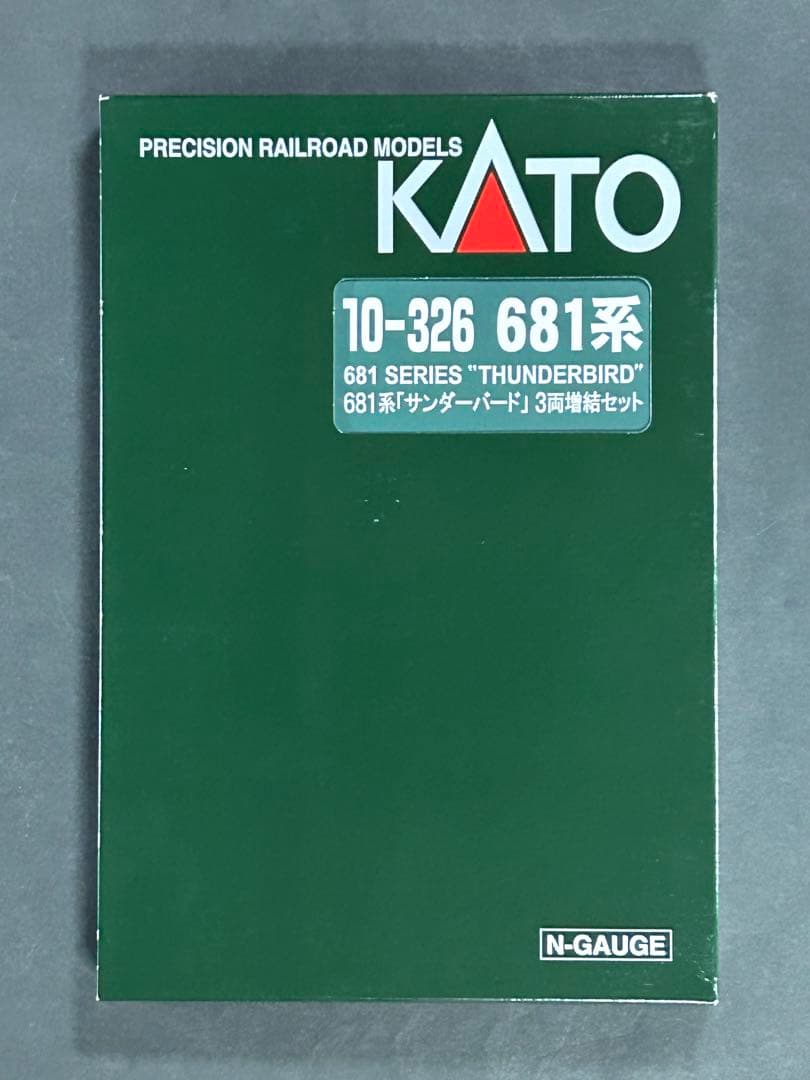 PRECISION RAILROAD MODELS
KATO
10-326 681系
681 SERIES "THUNDERBIRD"
681系「サンダーバード」3両増結セット
N-GAUGE